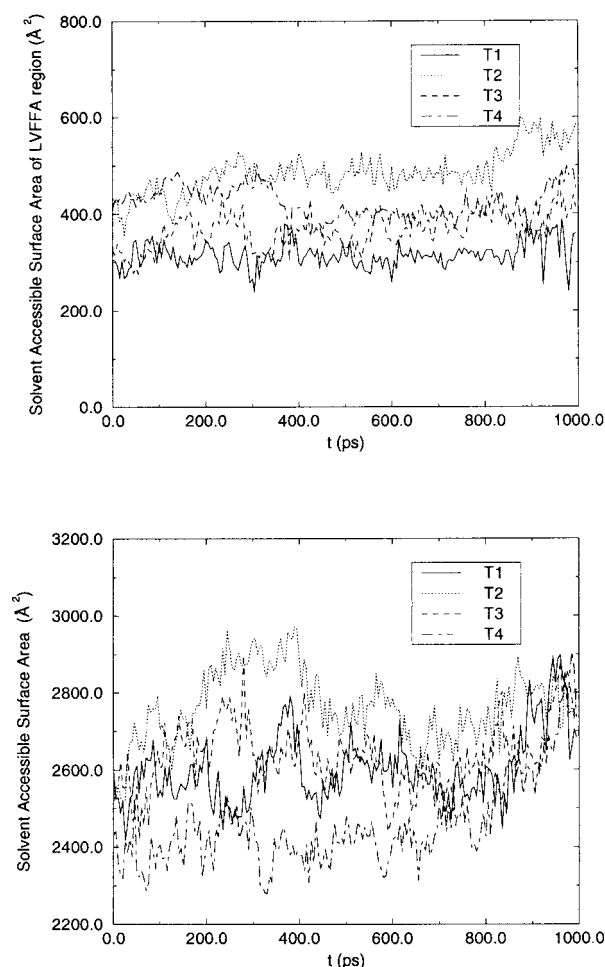 Solvent Accessible Surface Area of LVFFA region (Å²)
800.0
600.0
400.0
200.0
0.0
T1
T2
T3
T4
0.0 200.0 400.0 600.0 800.0 1000.0
t (ps)
Solvent Accessible Surface Area (Å²)
3200.0
3000.0
2800.0
2600.0
2400.0
2200.0
T1
T2
T3
T4
0.0 200.0 400.0 600.0 800.0 1000.0
t (ps)